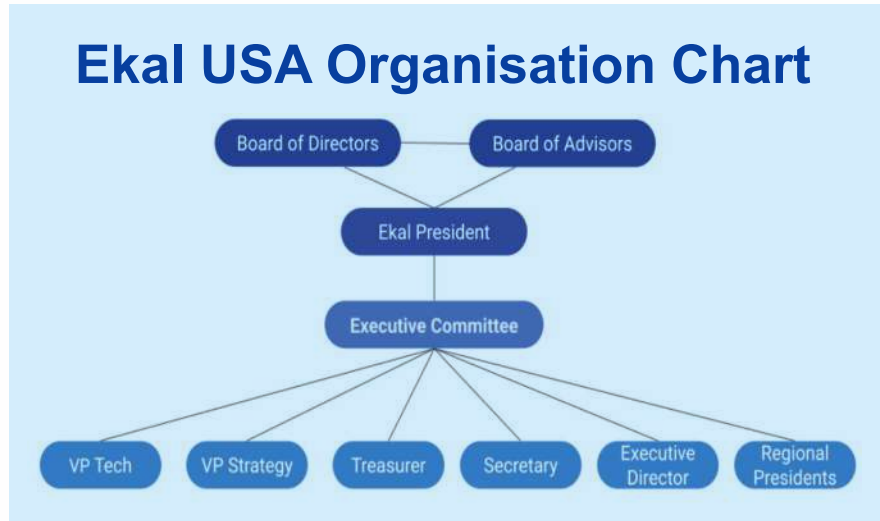 Ekal USA Organisation Chart
Board of Directors
Board of Advisors
Ekal President
Executive Committee
VP Tech
VP Strategy
Treasurer
Secretary
Executive
Director
Regional
Presidents